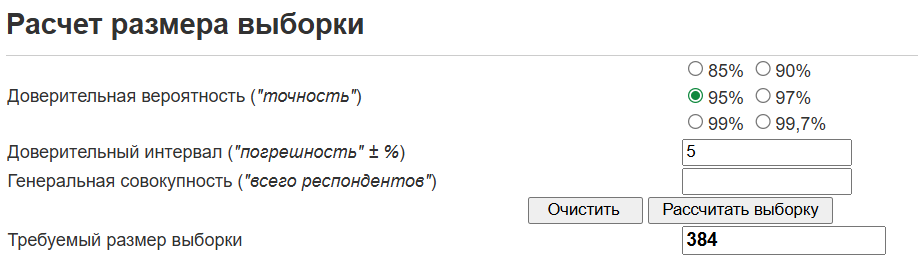 Расчет размера выборки
85% 90%
Доверительная вероятность ("точность") 95% 97%
99% 99,7%
Доверительный интервал ("погрешность" ± %) 5
Генеральная совокупность ("всего респондентов")
Очистить Рассчитать выборку
Требуемый размер выборки 384